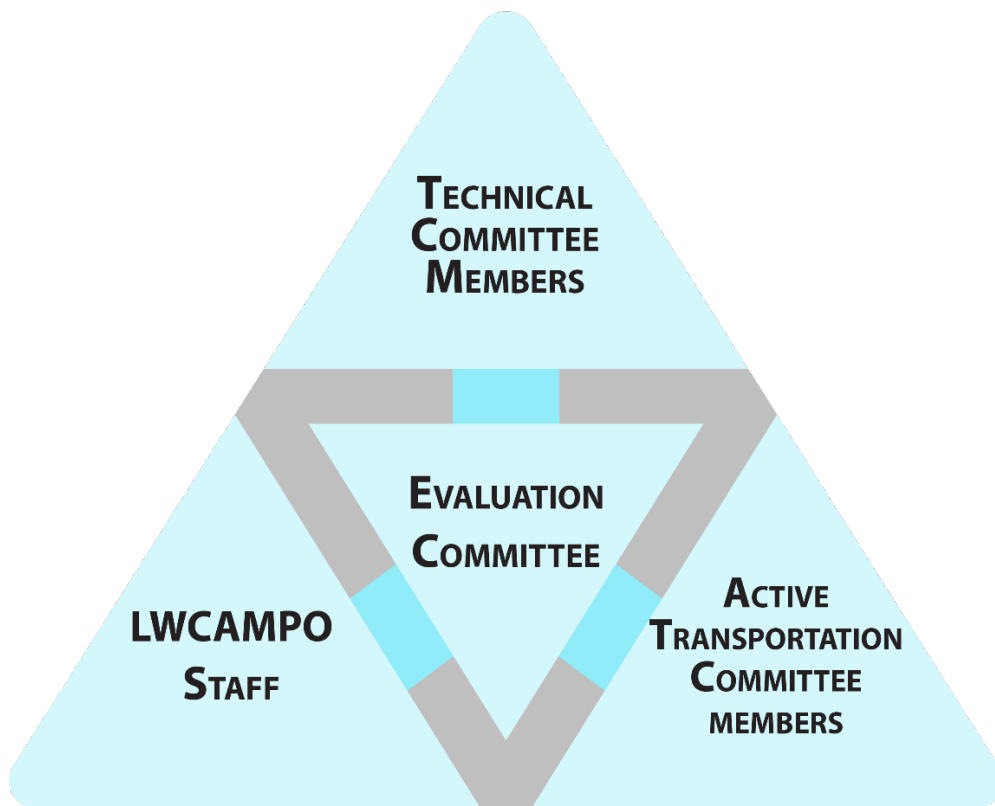 Technical
Committee
Members
Evaluation
Committee
LWCAMPO
Staff
Active
Transportation
Committee
members